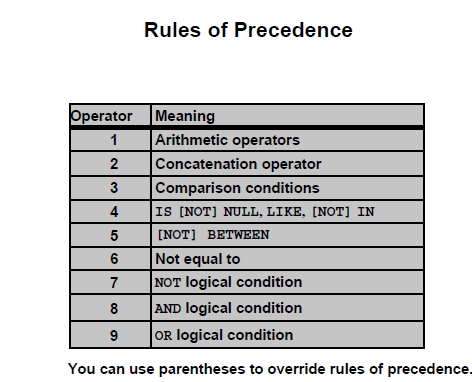 Rules of Precedence
Operator Meaning
1 Arithmetic operators
2 Concatenation operator
3 Comparison conditions
4 IS [NOT] NULL, LIKE, [NOT] IN
5 [NOT] BETWEEN
6 Not equal to
7 NOT logical condition
8 AND logical condition
9 OR logical condition
You can use parentheses to override rules of precedence.